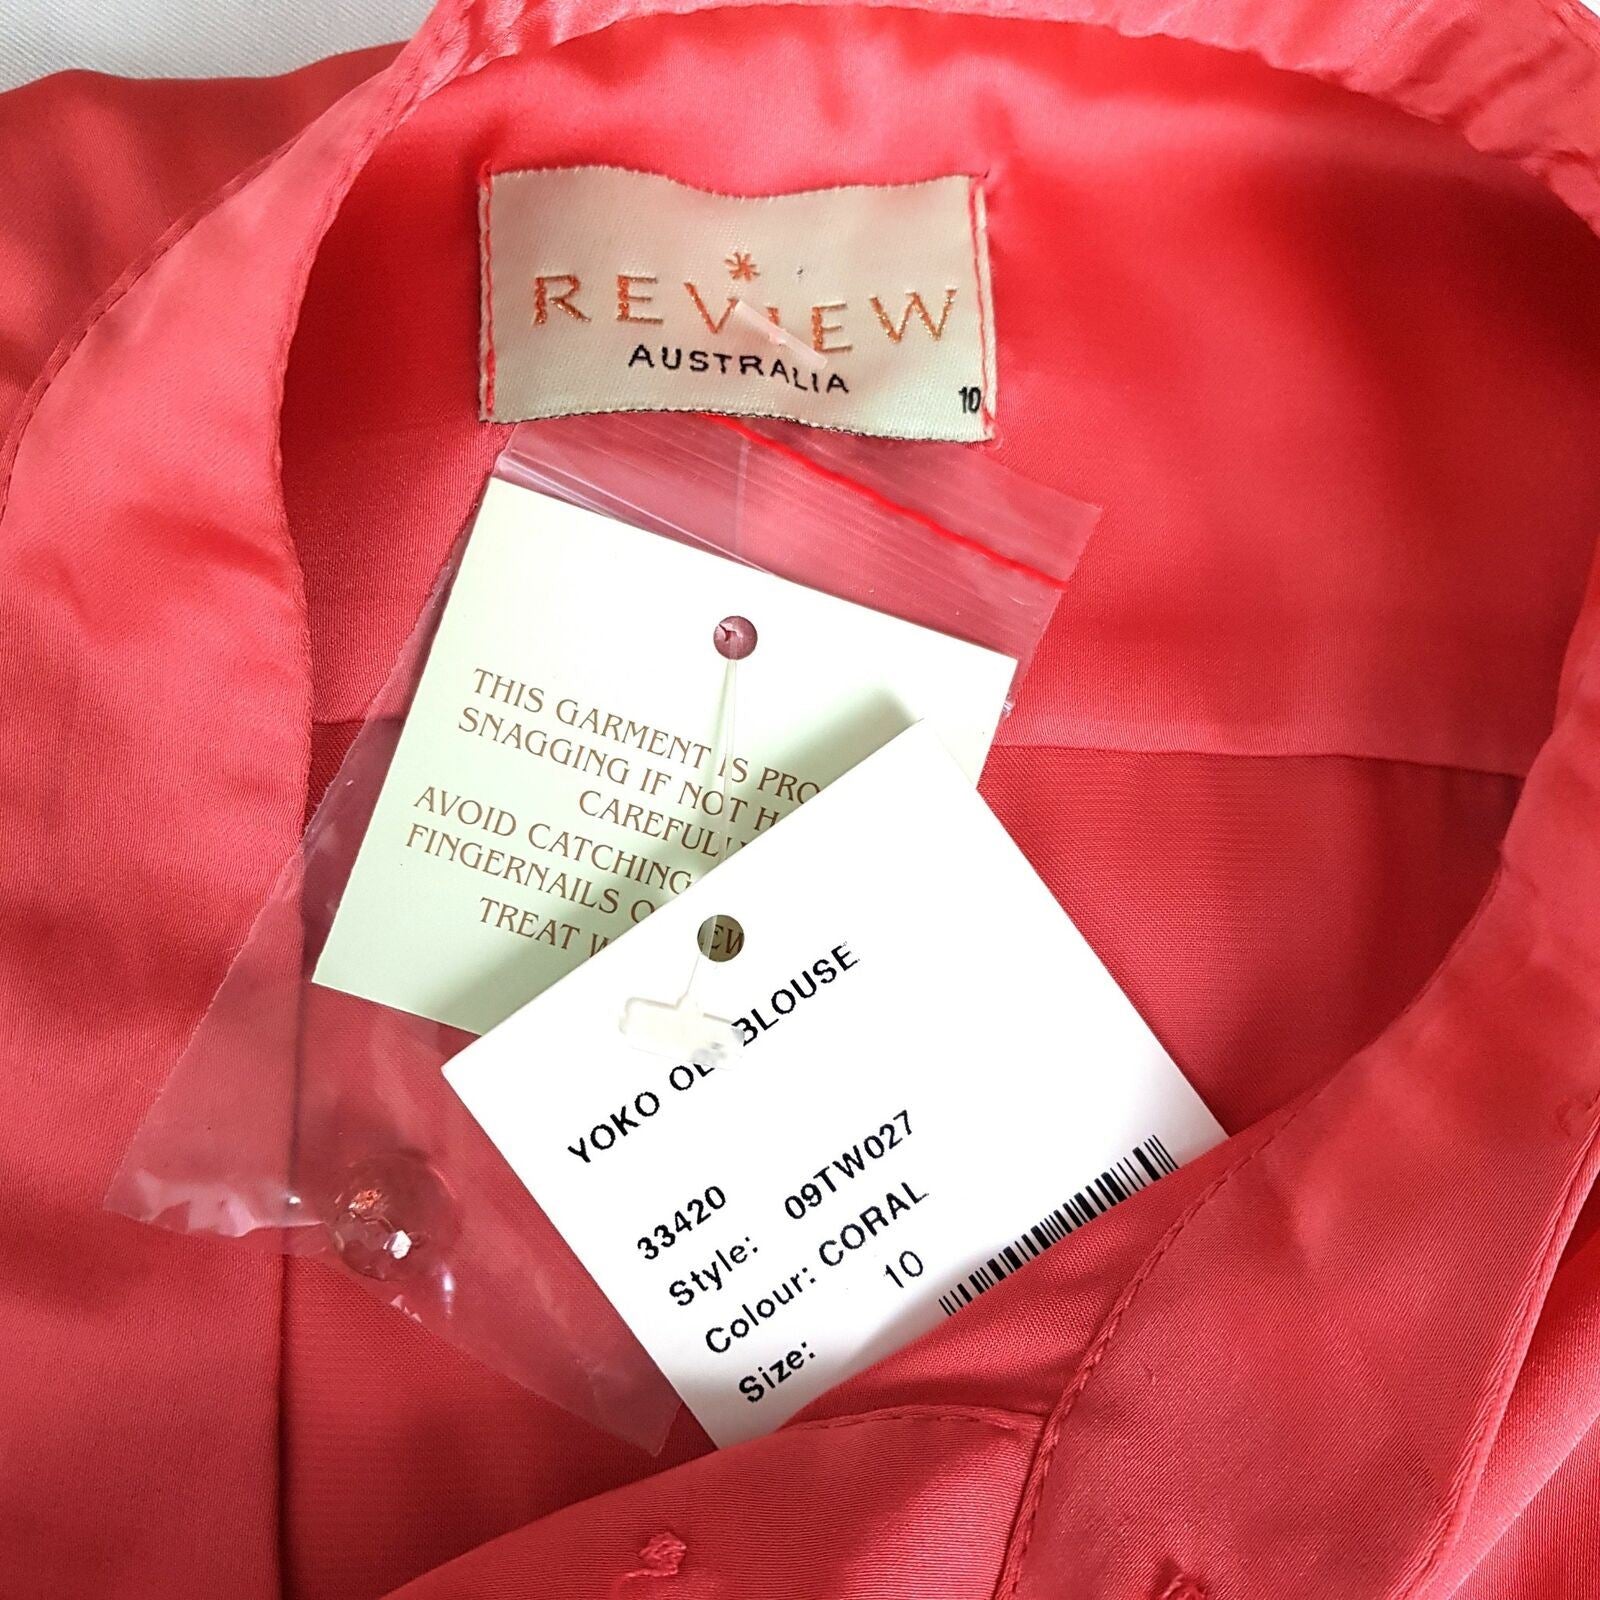 REVIEW
AUSTRALIA
10
THIS GARMENT IS
SNAGGING IF NOT
AVOID CATCHING
FINGERNAILS
TREAT
YOKO BLOUSE
33420
Style: 09TW027
Colour: CORAL
Size: 10